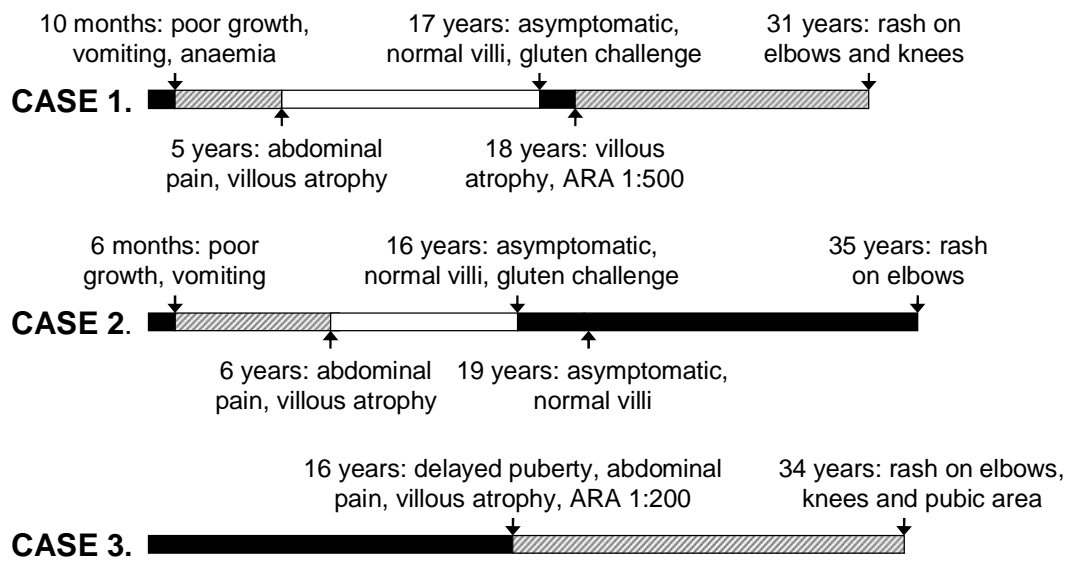 10 months: poor growth,
vomiting, anaemia
17 years: asymptomatic,
normal villi, gluten challenge
31 years: rash on
elbows and knees
CASE 1.
5 years: abdominal
pain, villous atrophy
18 years: villous
atrophy, ARA 1:500
6 months: poor
growth, vomiting
16 years: asymptomatic,
normal villi, gluten challenge
35 years: rash
on elbows
CASE 2.
6 years: abdominal
pain, villous atrophy
19 years: asymptomatic,
normal villi
16 years: delayed puberty, abdominal
pain, villous atrophy, ARA 1:200
34 years: rash on elbows,
knees and pubic area
CASE 3.